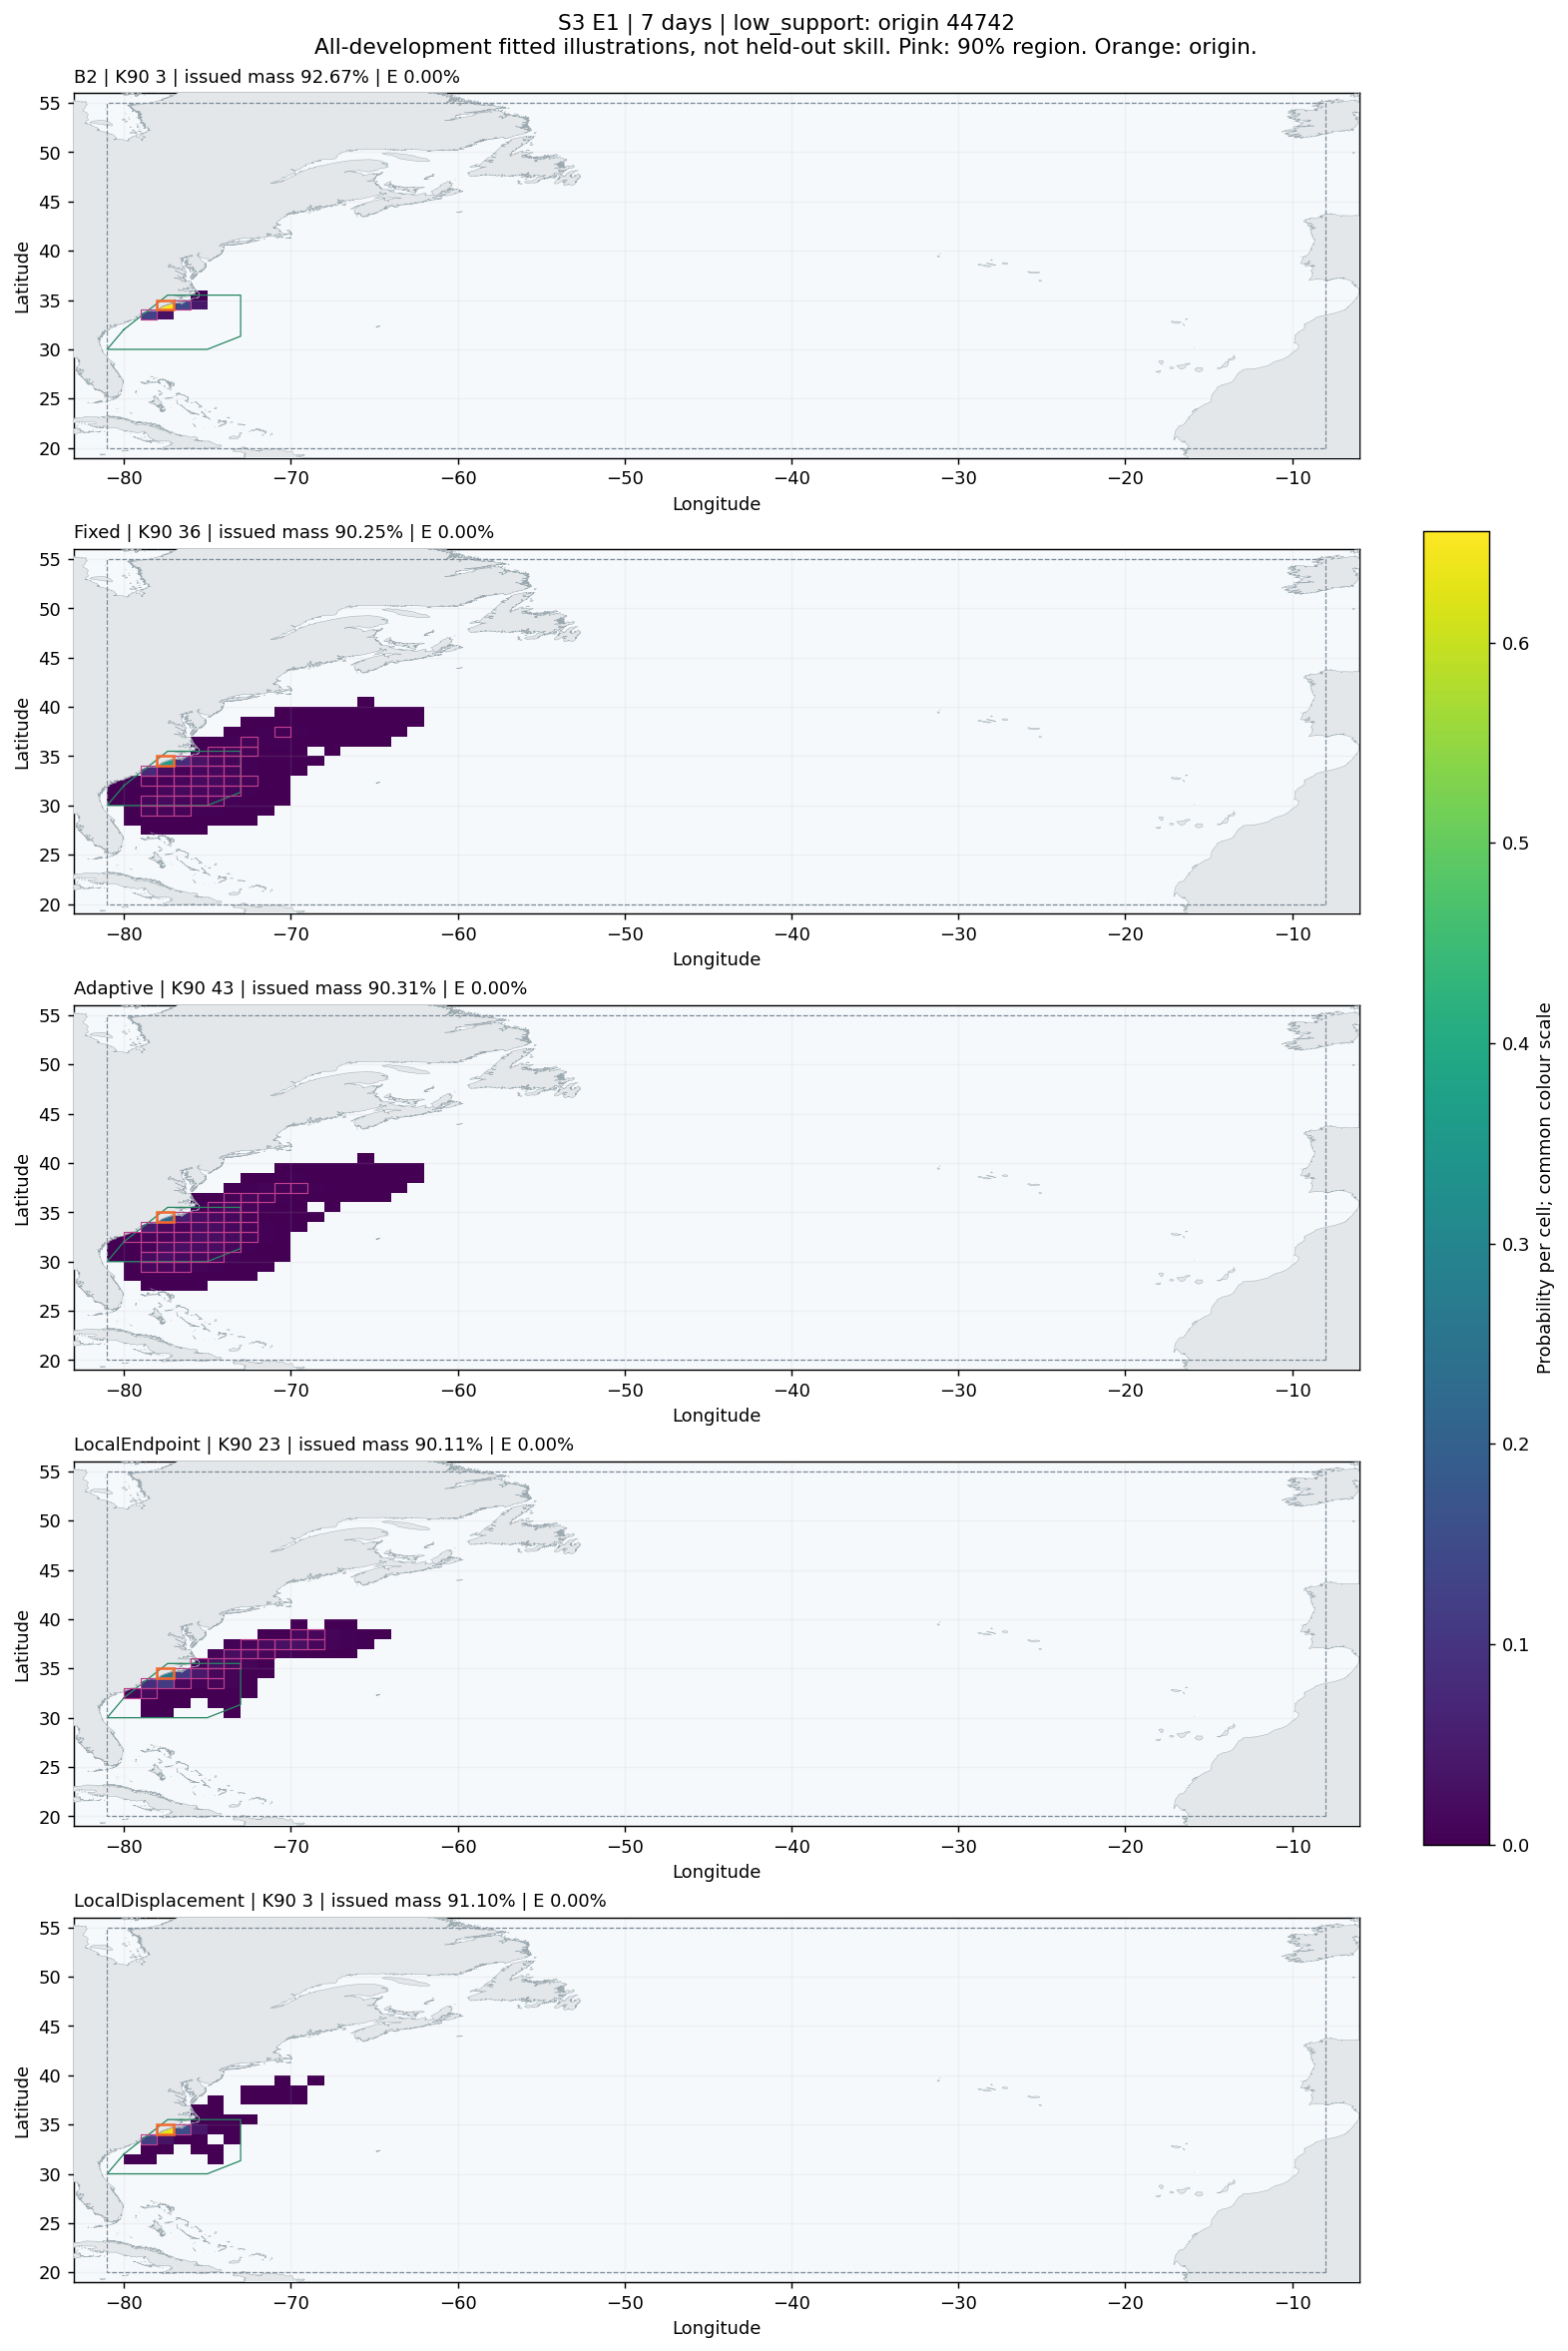 S3 E1 | 7 days | low_support: origin 44742
All-development fitted illustrations, not held-out skill. Pink: 90% region. Orange: origin.
B2 | K90 3 | issued mass 92.67% | E 0.00%
55
50
45
40
35
30
25
20
Latitude
−80 −70 −60 −50 −40 −30 −20 −10
Longitude
Fixed | K90 36 | issued mass 90.25% | E 0.00%
55
50
45
40
35
30
25
20
Latitude
−80 −70 −60 −50 −40 −30 −20 −10
Longitude
Adaptive | K90 43 | issued mass 90.31% | E 0.00%
55
50
45
40
35
30
25
20
Latitude
−80 −70 −60 −50 −40 −30 −20 −10
Longitude
LocalEndpoint | K90 23 | issued mass 90.11% | E 0.00%
55
50
45
40
35
30
25
20
Latitude
−80 −70 −60 −50 −40 −30 −20 −10
Longitude
LocalDisplacement | K90 3 | issued mass 91.10% | E 0.00%
55
50
45
40
35
30
25
20
Latitude
−80 −70 −60 −50 −40 −30 −20 −10
Longitude
0.6
0.5
0.4
0.3
0.2
0.1
0.0
Probability per cell; common colour scale